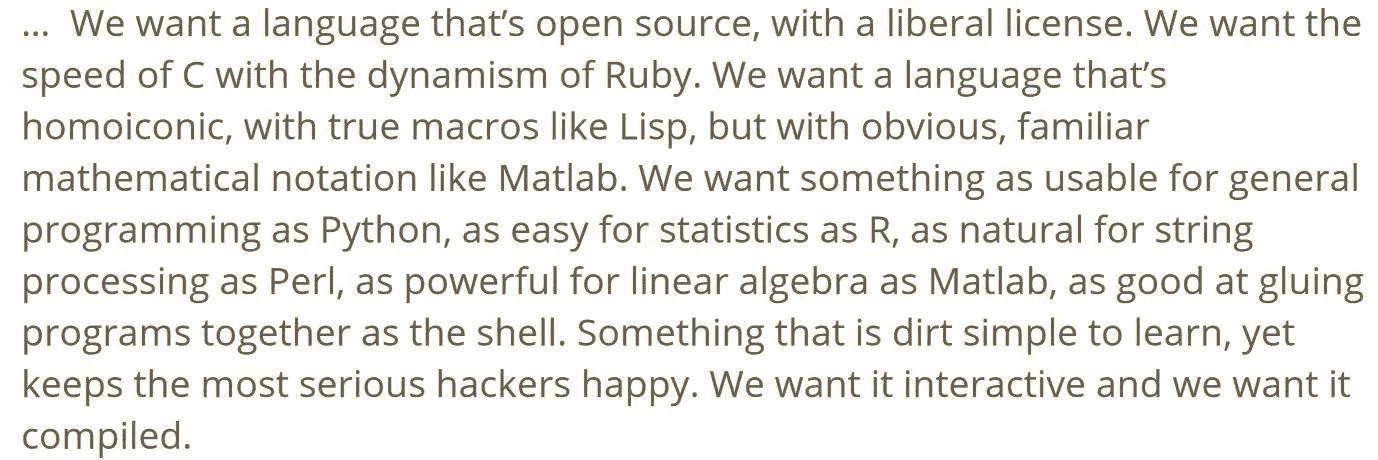 ...  We want a language that’s open source, with a liberal license. We want the
speed of C with the dynamism of Ruby. We want a language that’s
homoiconic, with true macros like Lisp, but with obvious, familiar
mathematical notation like Matlab. We want something as usable for general
programming as Python, as easy for statistics as R, as natural for string
processing as Perl, as powerful for linear algebra as Matlab, as good at gluing
programs together as the shell. Something that is dirt simple to learn, yet
keeps the most serious hackers happy. We want it interactive and we want it
compiled.